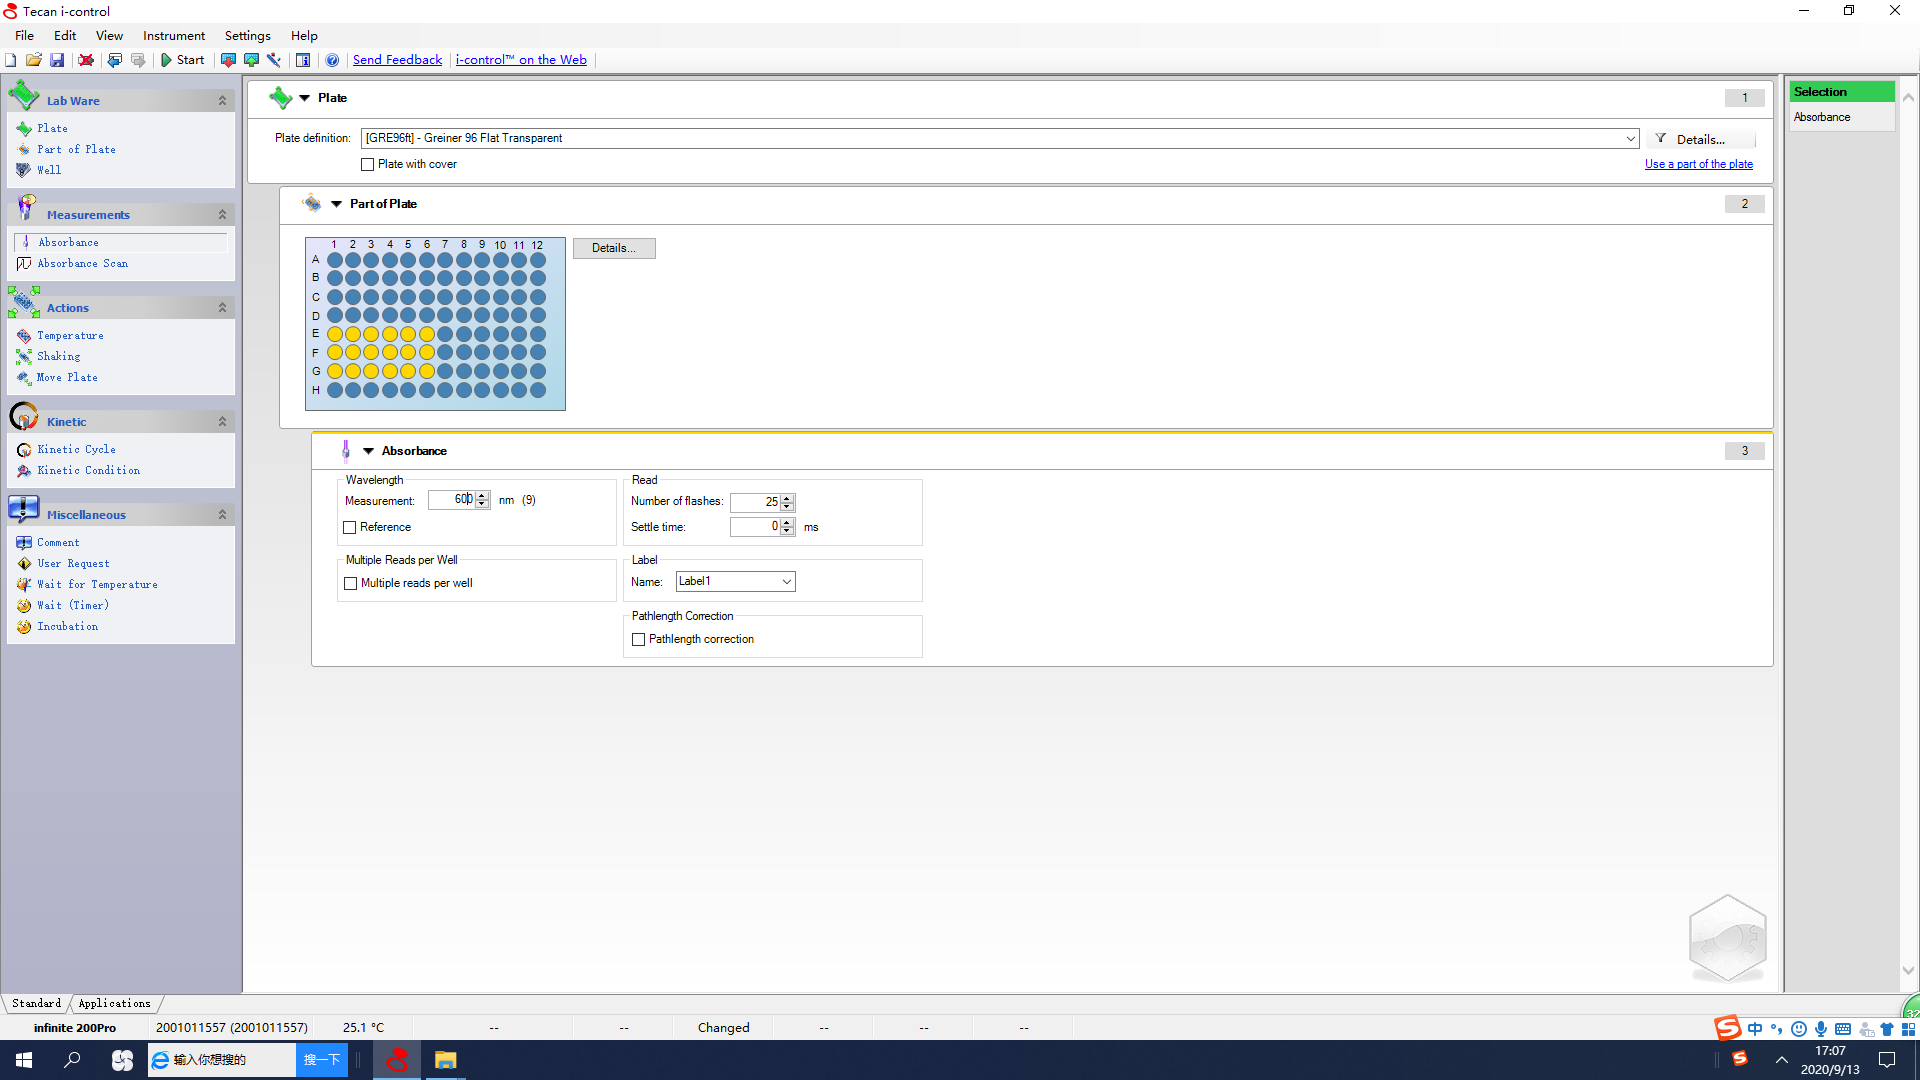 Tecan i-control
File Edit View Instrument Settings Help
Start Send Feedback i-control™ on the Web
Lab Ware
Plate
Part of Plate
Well
Measurements
Absorbance
Absorbance Scan
Actions
Temperature
Shaking
Move Plate
Kinetic
Kinetic Cycle
Kinetic Condition
Miscellaneous
Comment
User Request
Wait for Temperature
Wait (Timer)
Incubation
Plate 1
Plate definition: [GRE96ft] - Greiner 96 Flat Transparent Details...
Plate with cover Use a part of the plate
Part of Plate 2
1 2 3 4 5 6 7 8 9 10 11 12 Details...
A
B
C
D
E
F
G
H
Absorbance 3
Wavelength
Measurement: 600 nm (9)
Reference
Multiple Reads per Well
Multiple reads per well
Read
Number of flashes: 25
Settle time: 0 ms
Label
Name: Label1
Pathlength Correction
Pathlength correction
Selection
Absorbance
Standard Applications
infinite 200Pro 2001011557 (2001011557) 25.1 °C -- -- Changed -- -- --
中
32
输入你想搜的 搜一下
17:07
2020/9/13